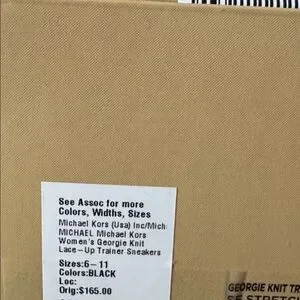 See Assoc for more
Colors, Widths, Sizes
Michael Kors (Usa) Inc/Mich
MICHAEL Michael Kors
Women's Georgie Knit
Lace-Up Trainer Sneakers
Sizes:6-11
Colors:BLACK
Loc:
Orig:$165.00
GEORGIE KNIT TR